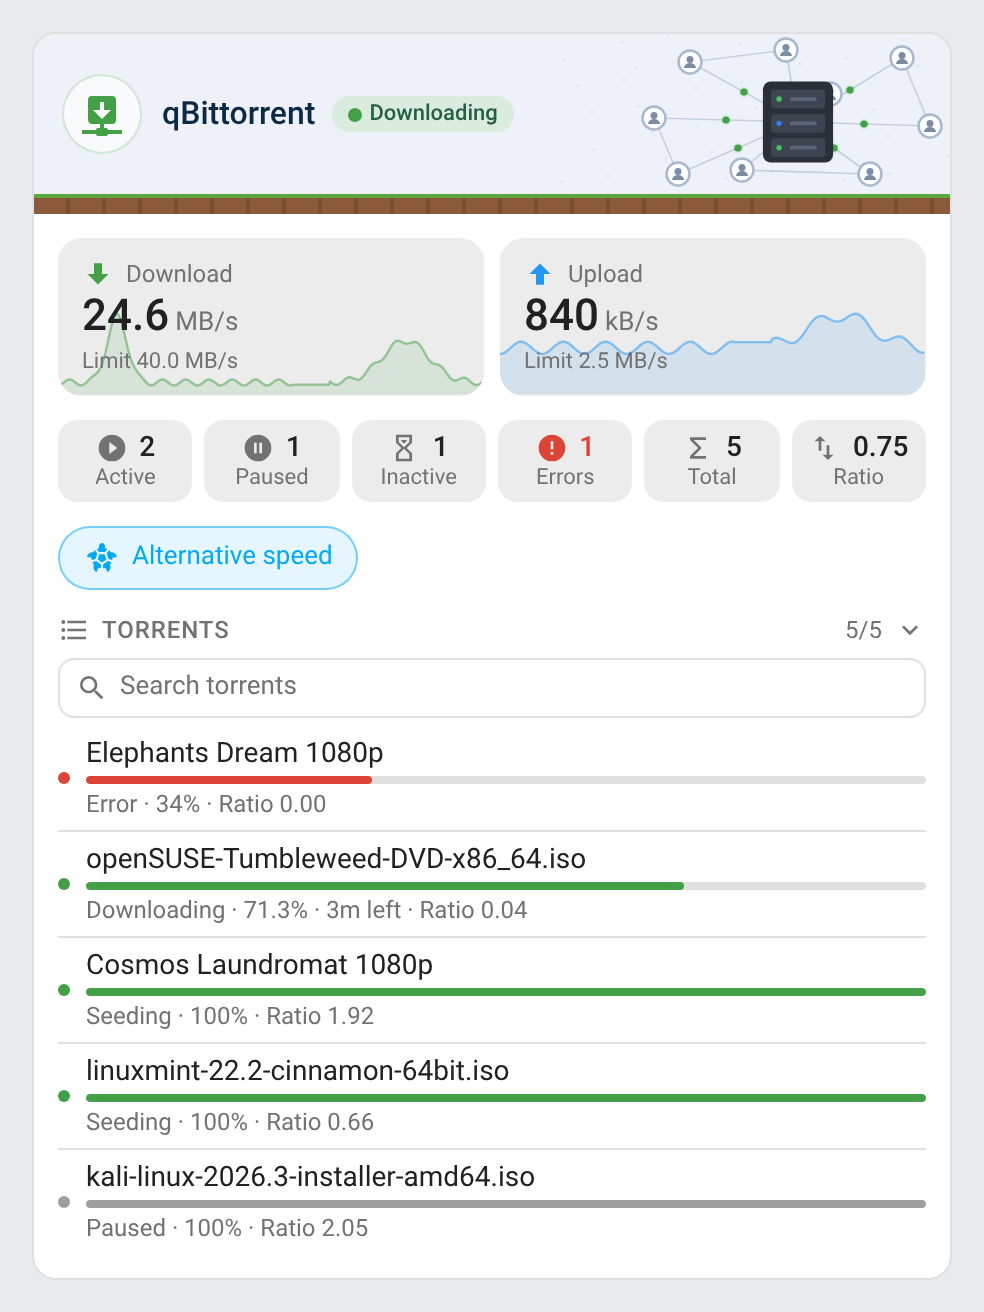 qBittorrent
Downloading
Download
24.6 MB/s
Limit 40.0 MB/s
Upload
840 kB/s
Limit 2.5 MB/s
2
Active
1
Paused
1
Inactive
1
Errors
5
Total
0.75
Ratio
Alternative speed
TORRENTS
5/5
Search torrents
Elephants Dream 1080p
Error · 34% · Ratio 0.00
openSUSE-Tumbleweed-DVD-x86_64.iso
Downloading · 71.3% · 3m left · Ratio 0.04
Cosmos Laundromat 1080p
Seeding · 100% · Ratio 1.92
linuxmint-22.2-cinnamon-64bit.iso
Seeding · 100% · Ratio 0.66
kali-linux-2026.3-installer-amd64.iso
Paused · 100% · Ratio 2.05